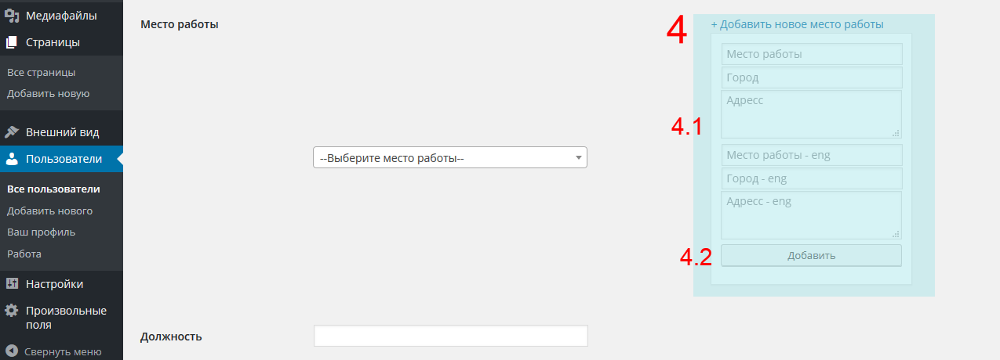 Медиафайлы
Страницы
Все страницы
Добавить новую
Внешний вид
Пользователи
Все пользователи
Добавить нового
Ваш профиль
Работа
Настройки
Произвольные
поля
Свернуть меню
Место работы
--Выберите место работы--
4
+ Добавить новое место работы
Место работы
Город
Адресс
4.1
Место работы - eng
Город - eng
Адресс - eng
4.2
Добавить
Должность